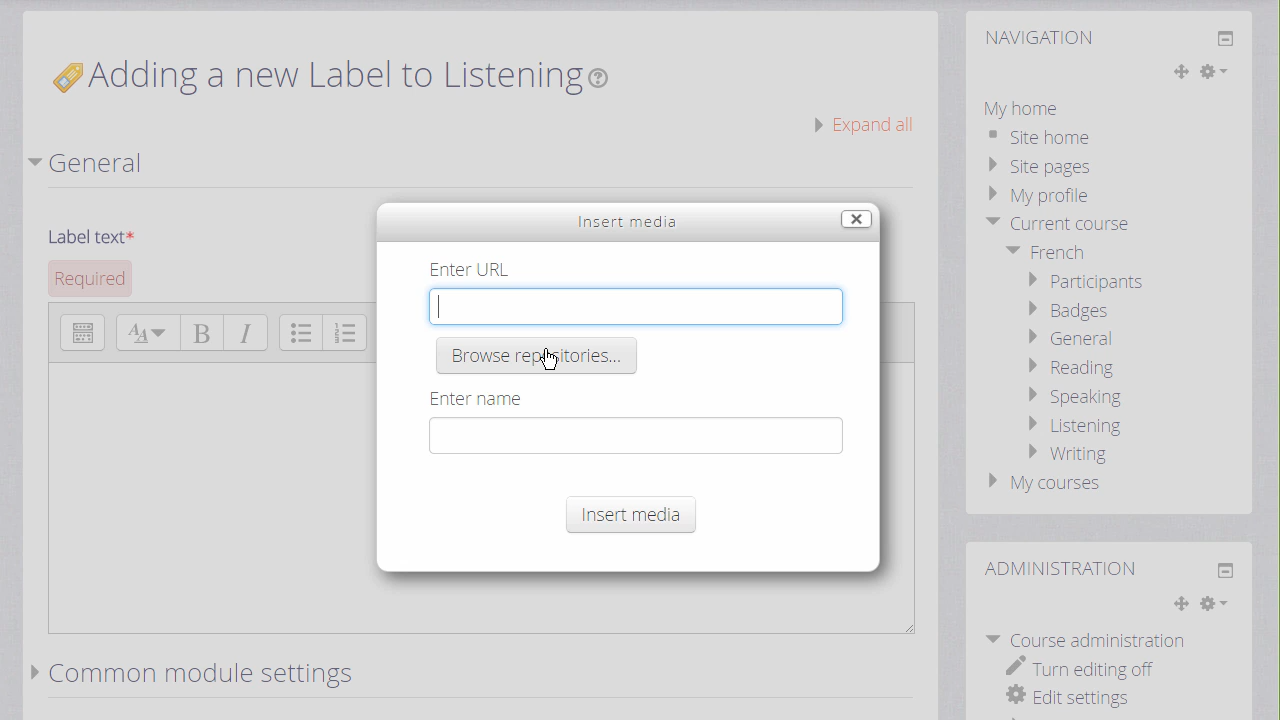 Adding a new Label to Listening
Expand all
General
Label text*
Required
B I
Insert media
Enter URL
Browse repositories...
Enter name
Insert media
Common module settings
NAVIGATION
My home
Site home
Site pages
My profile
Current course
French
Participants
Badges
General
Reading
Speaking
Listening
Writing
My courses
ADMINISTRATION
Course administration
Turn editing off
Edit settings